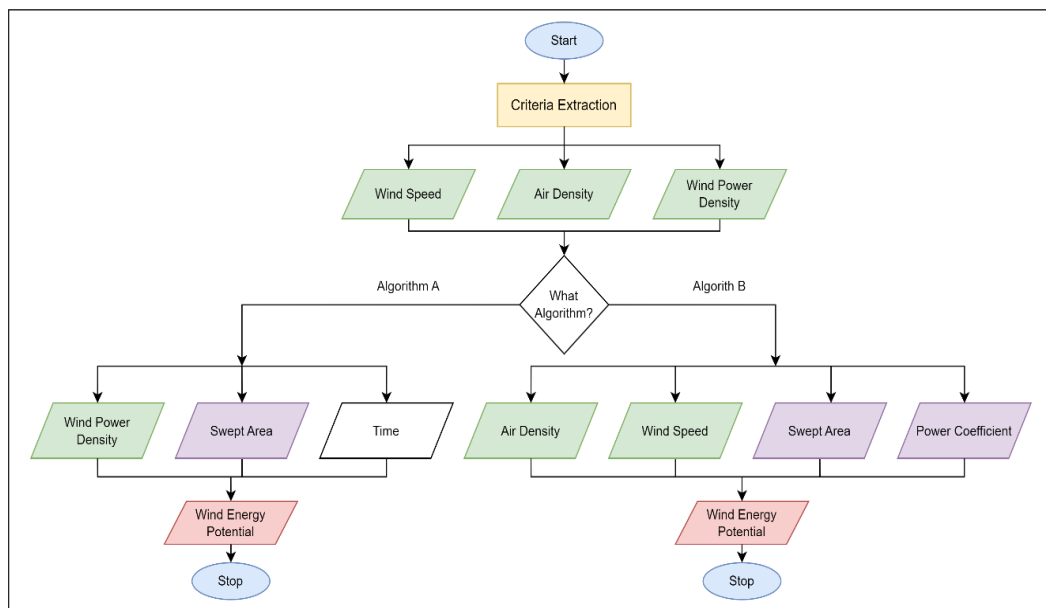 Start
Criteria Extraction
Wind Speed
Air Density
Wind Power
Density
Algorithm A
What
Algorithm?
Algorith B
Wind Power
Density
Swept Area
Time
Air Density
Wind Speed
Swept Area
Power Coefficient
Wind Energy
Potential
Wind Energy
Potential
Stop
Stop